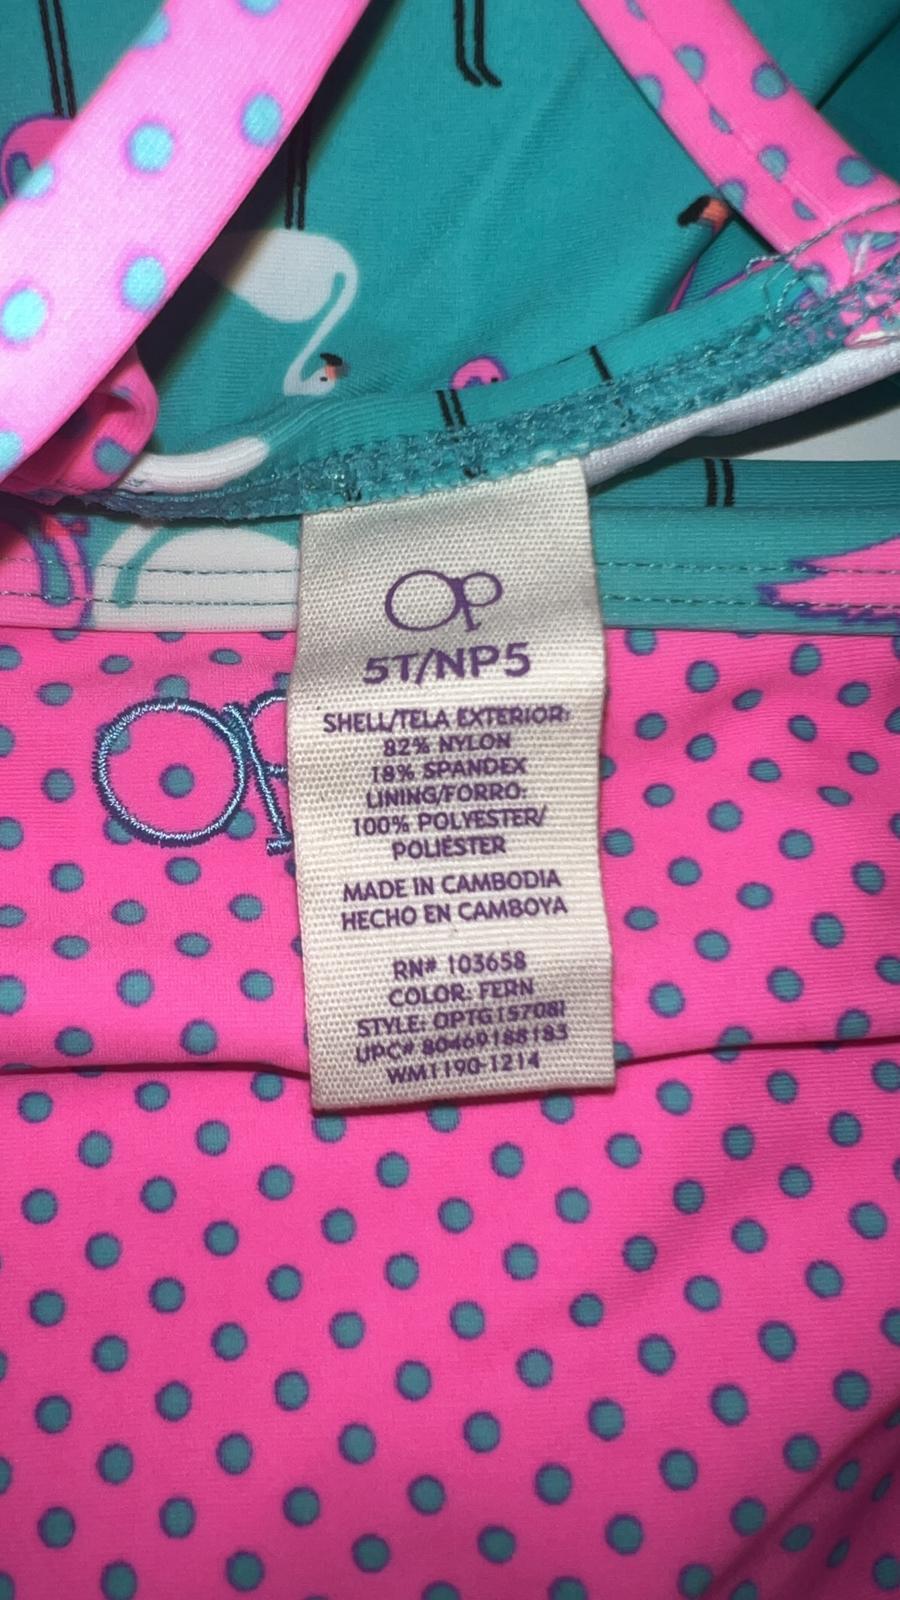 Op
5T/NP5
SHELL/TELA EXTERIOR:
82% NYLON
18% SPANDEX
LINING/FORRO:
100% POLYESTER/
POLIÉSTER
MADE IN CAMBODIA
HECHO EN CAMBOYA
RN# 103658
COLOR: FERN
STYLE: OPTG157081
UPC# 80469188183
WM1190-1214
op